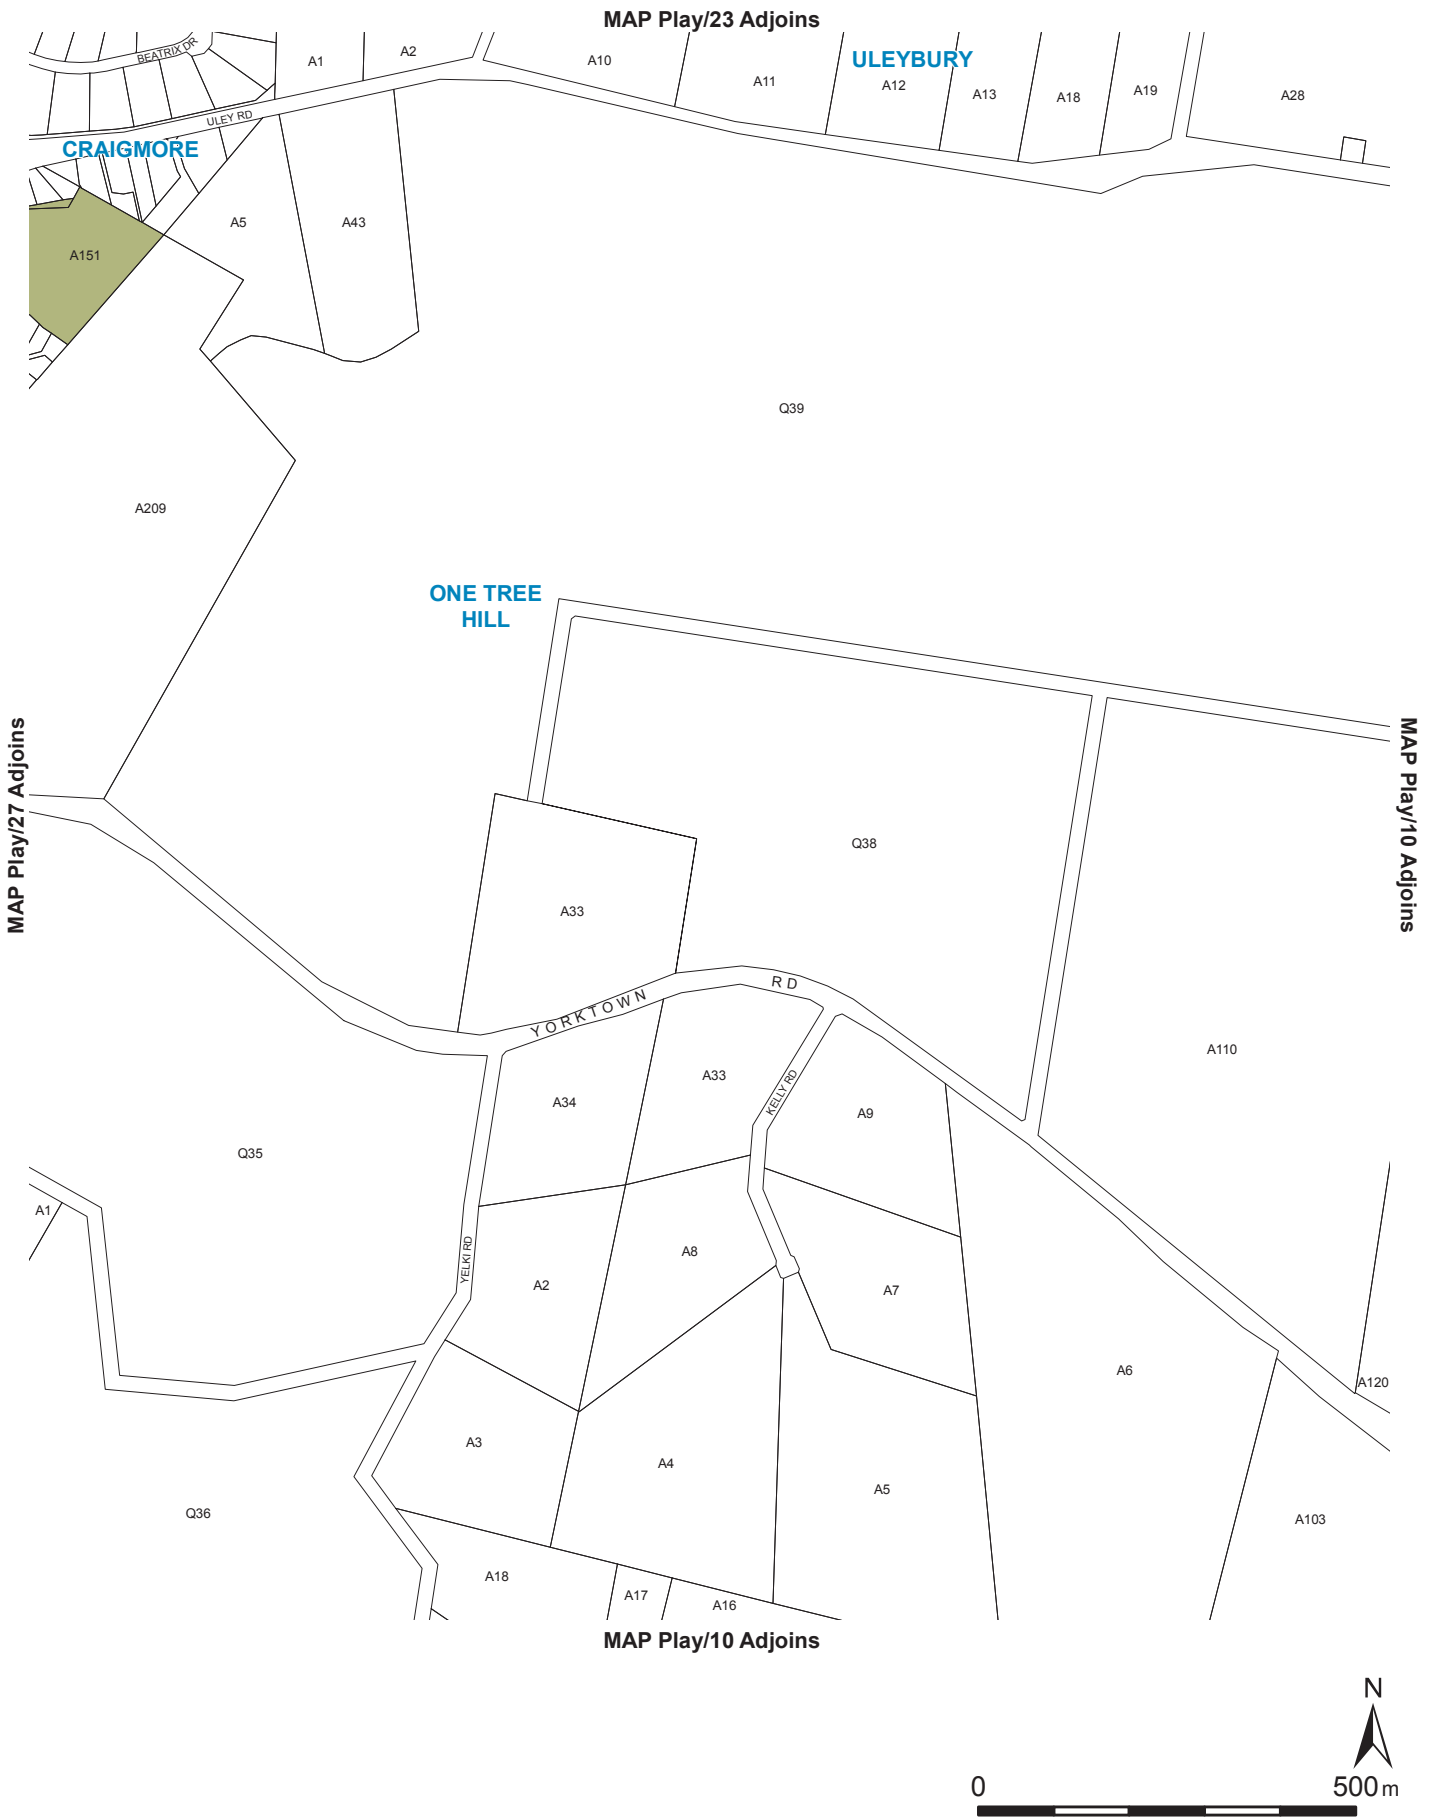 MAP Play/23 Adjoins
BEATRIX DR
A1
A2
A10
A11
ULEYBURY
A12
A13
A18
A19
A28
ULEY RD
CRAIGMORE
A151
A5
A43
Q39
A209
ONE TREE
HILL
MAP Play/27 Adjoins
MAP Play/10 Adjoins
Q38
A33
YORKTOWN RD
A110
A34
A33
KELLY RD
A9
Q35
A1
YELKI RD
A2
A8
A7
A6
A120
A3
A4
A5
Q36
A103
A18
A17
A16
MAP Play/10 Adjoins
N
0 500 m